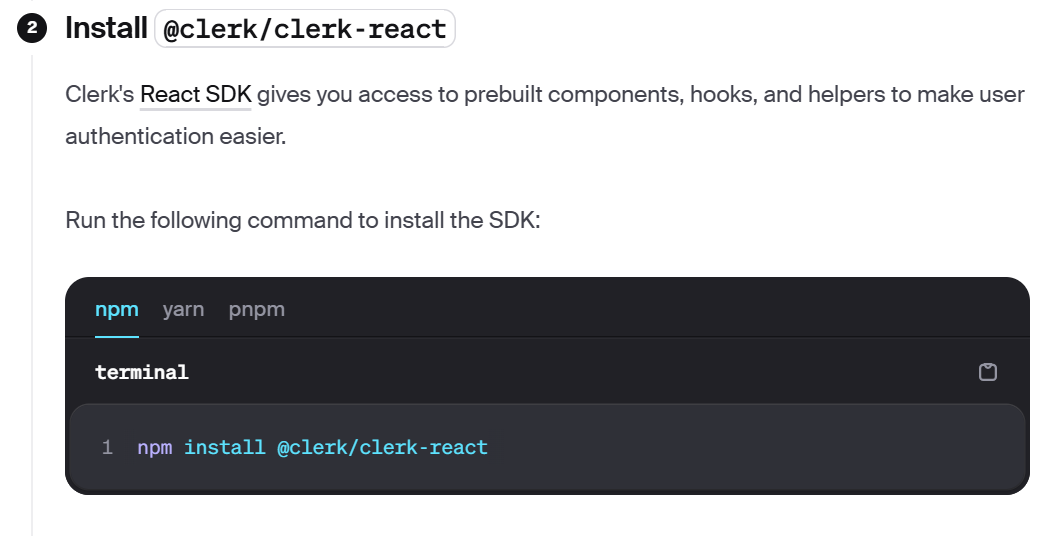 2 Install @clerk/clerk-react
Clerk's React SDK gives you access to prebuilt components, hooks, and helpers to make user
authentication easier.
Run the following command to install the SDK:
npm yarn pnpm
terminal
1 npm install @clerk/clerk-react